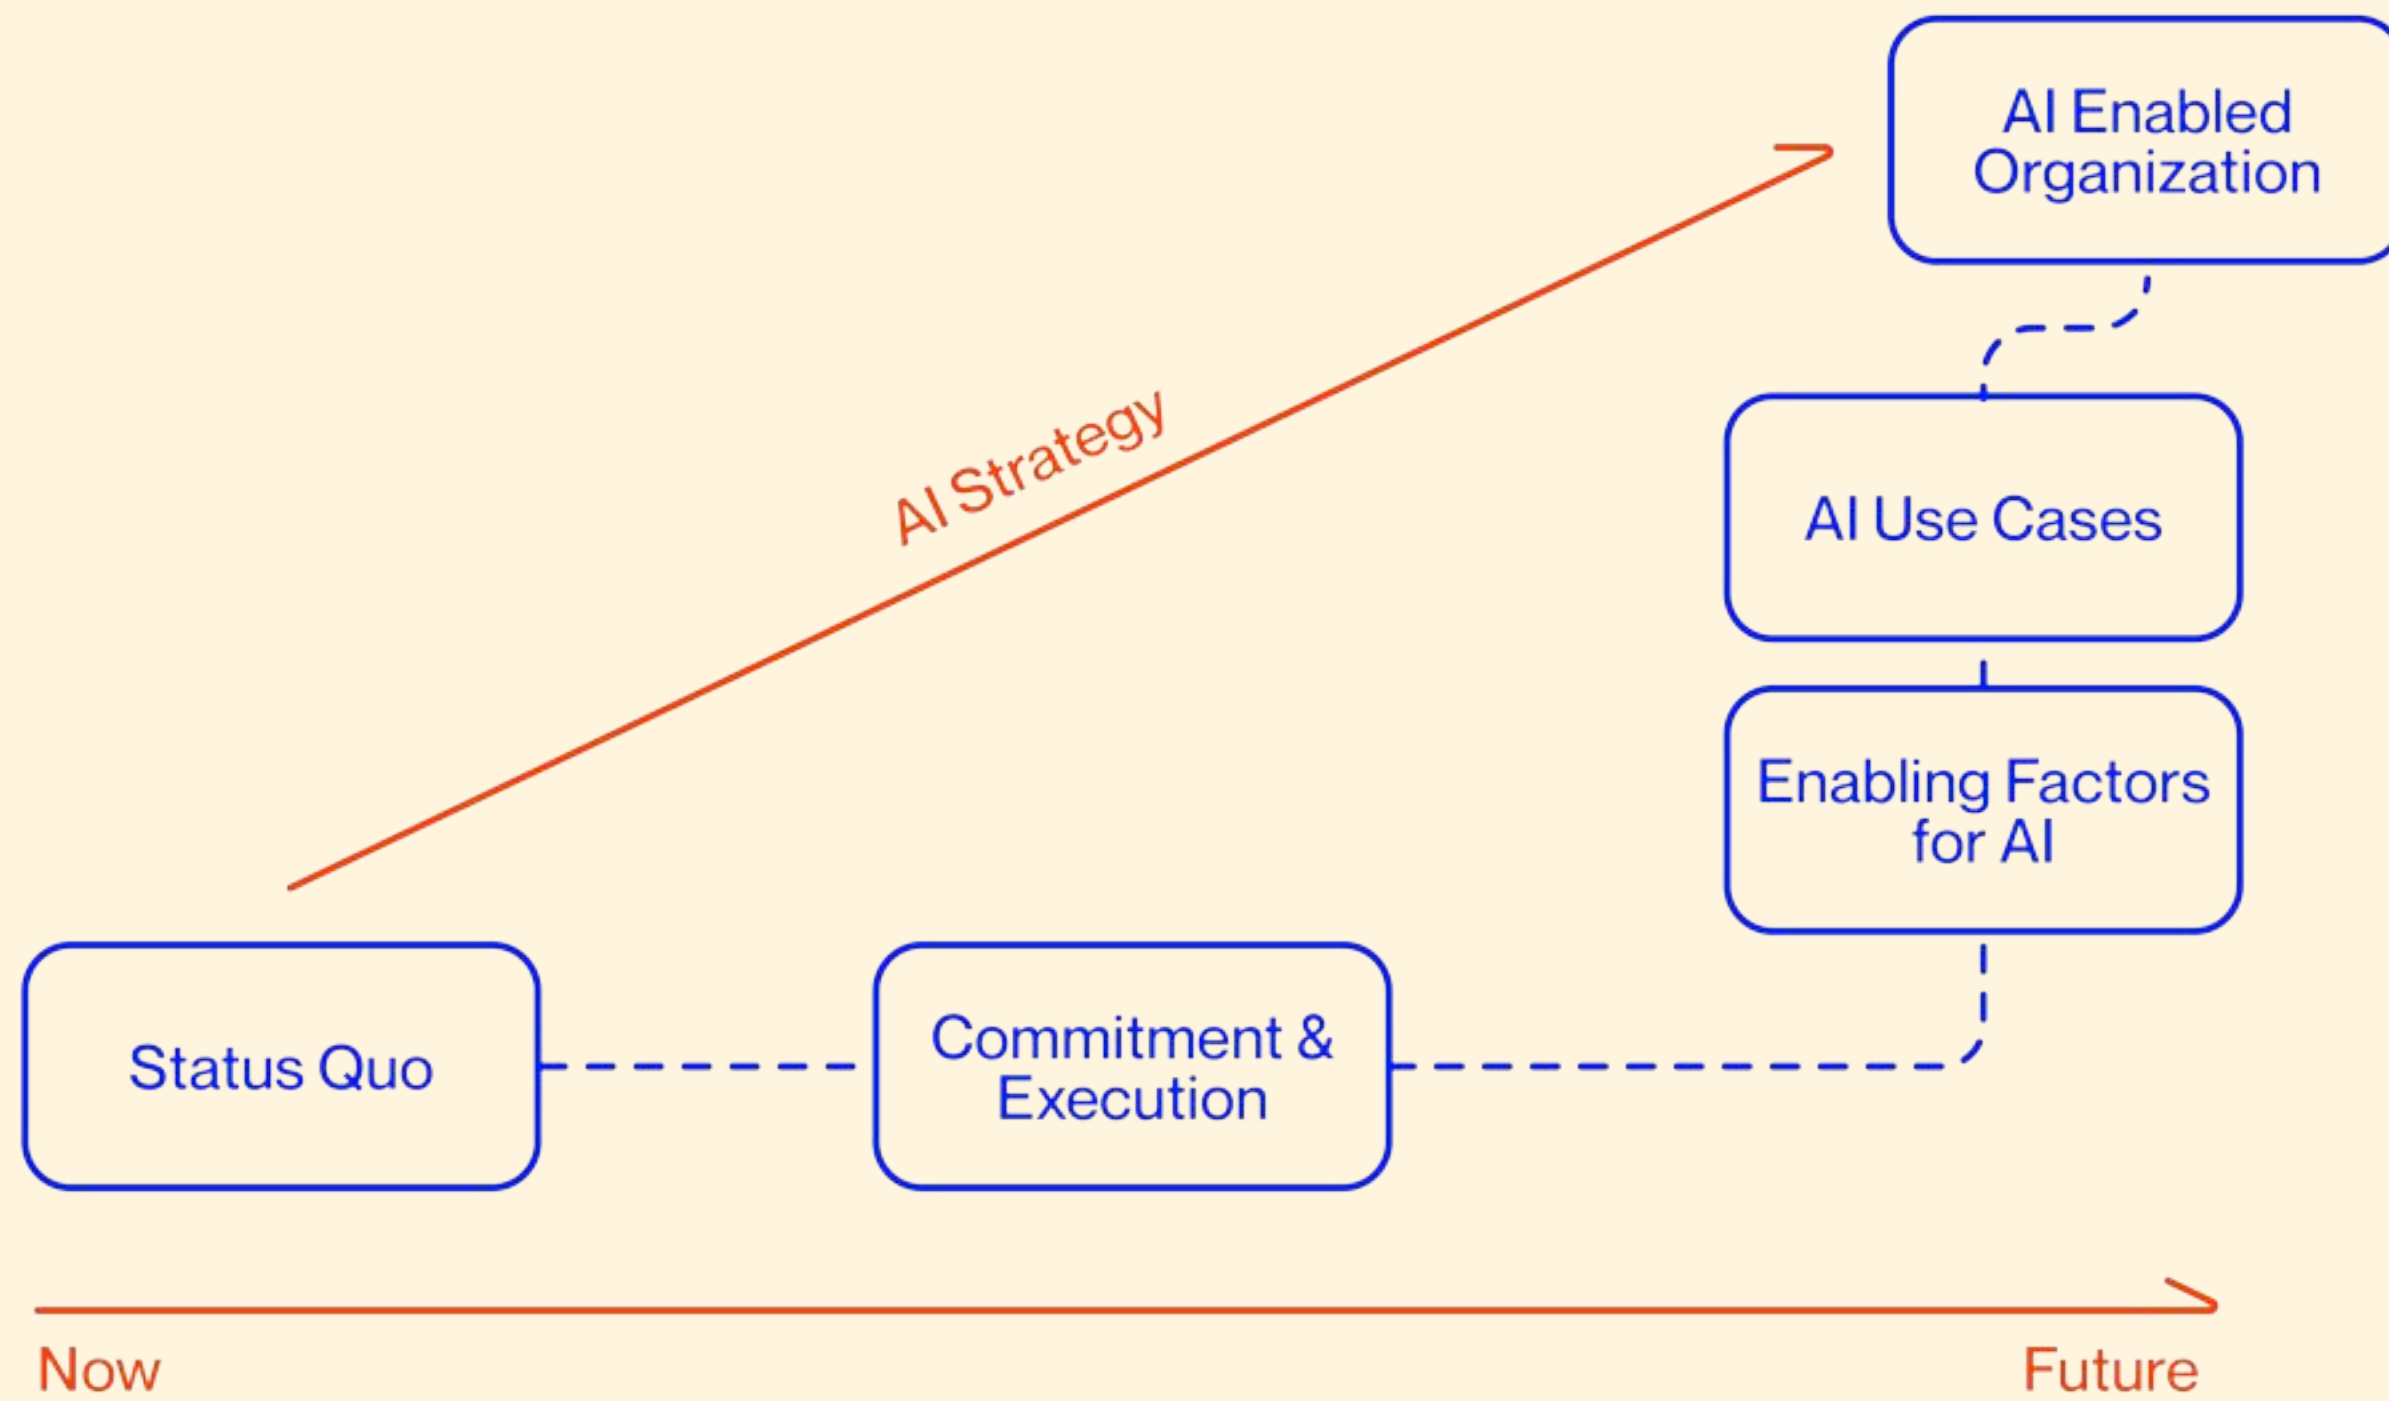 AI Enabled
Organization
AI Strategy
AI Use Cases
Enabling Factors
for AI
Status Quo
Commitment &
Execution
Now
Future